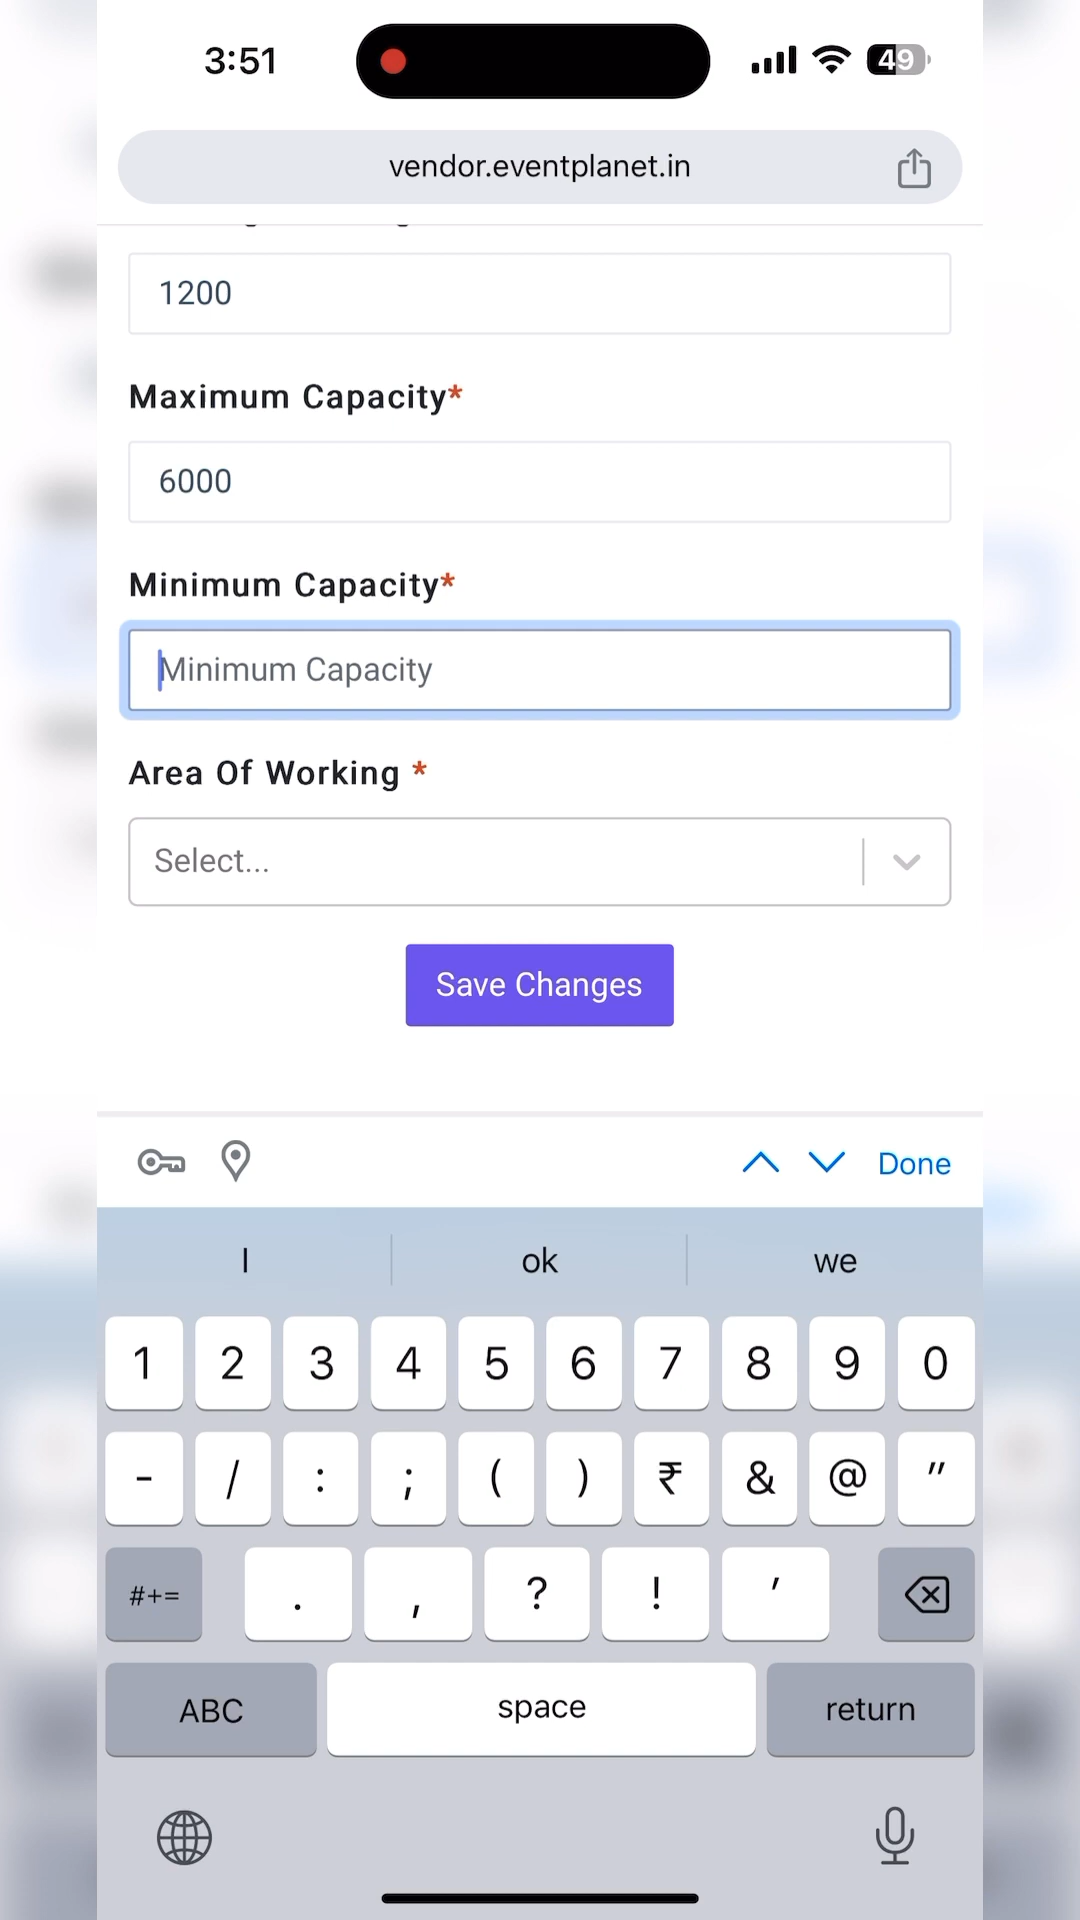 3:51
49
vendor.eventplanet.in
1200
Maximum Capacity*
6000
Minimum Capacity*
Minimum Capacity
Area Of Working *
Select...
Save Changes
Done
I ok we
1 2 3 4 5 6 7 8 9 0
- / : ; ( ) ₹ & @ "
#+= . , ? ! '
ABC space return